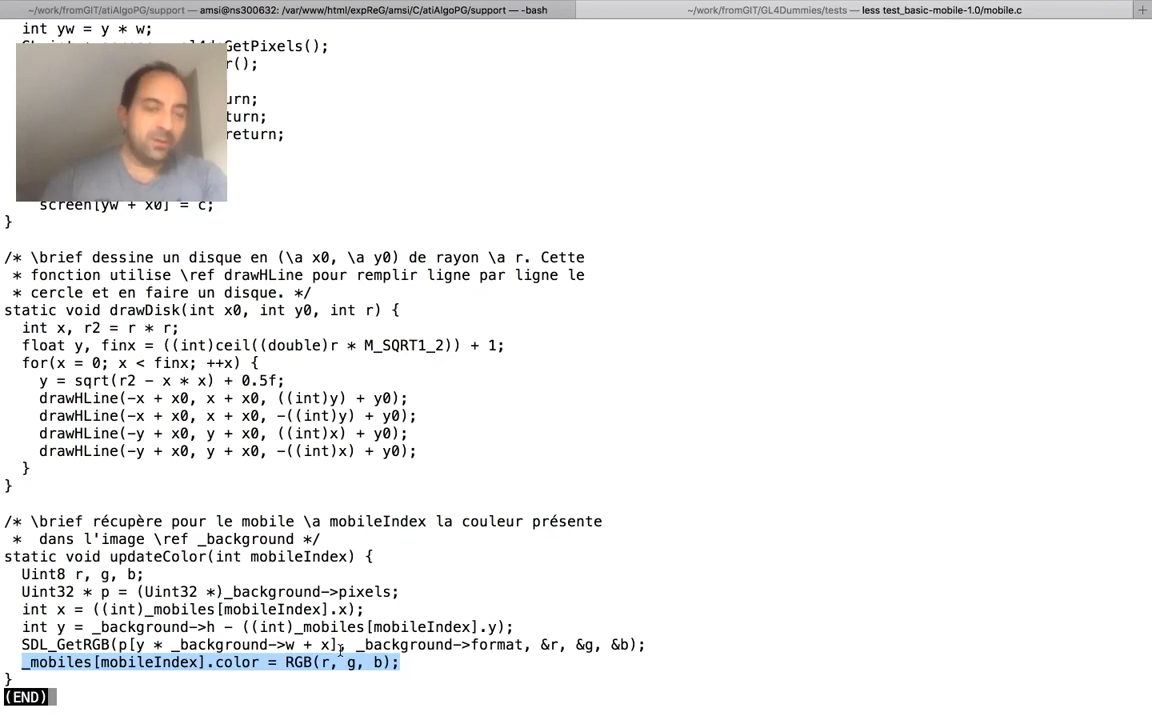 ~/work/fromGIT/atiAlgoPG/support — amsi@ns300632: /var/www/html/expReG/amsi/C/atiAlgoPG/support — -bash
~/work/fromGIT/GL4Dummies/tests — less test_basic-mobile-1.0/mobile.c
int yw = y * w;
GetPixels();
r();
urn;
turn;
return;
screen[yw + x0] = c;
}
/* \brief dessine un disque en (\a x0, \a y0) de rayon \a r. Cette
* fonction utilise \ref drawHLine pour remplir ligne par ligne le
* cercle et en faire un disque. */
static void drawDisk(int x0, int y0, int r) {
int x, r2 = r * r;
float y, finx = ((int)ceil((double)r * M_SQRT1_2)) + 1;
for(x = 0; x < finx; ++x) {
y = sqrt(r2 - x * x) + 0.5f;
drawHLine(-x + x0, x + x0, ((int)y) + y0);
drawHLine(-x + x0, x + x0, -((int)y) + y0);
drawHLine(-y + x0, y + x0, ((int)x) + y0);
drawHLine(-y + x0, y + x0, -((int)x) + y0);
}
}
/* \brief récupère pour le mobile \a mobileIndex la couleur présente
*  dans l'image \ref _background */
static void updateColor(int mobileIndex) {
Uint8 r, g, b;
Uint32 * p = (Uint32 *)_background->pixels;
int x = ((int)_mobiles[mobileIndex].x);
int y = _background->h - ((int)_mobiles[mobileIndex].y);
SDL_GetRGB(p[y * _background->w + x], _background->format, &r, &g, &b);
_mobiles[mobileIndex].color = RGB(r, g, b);
}
(END)